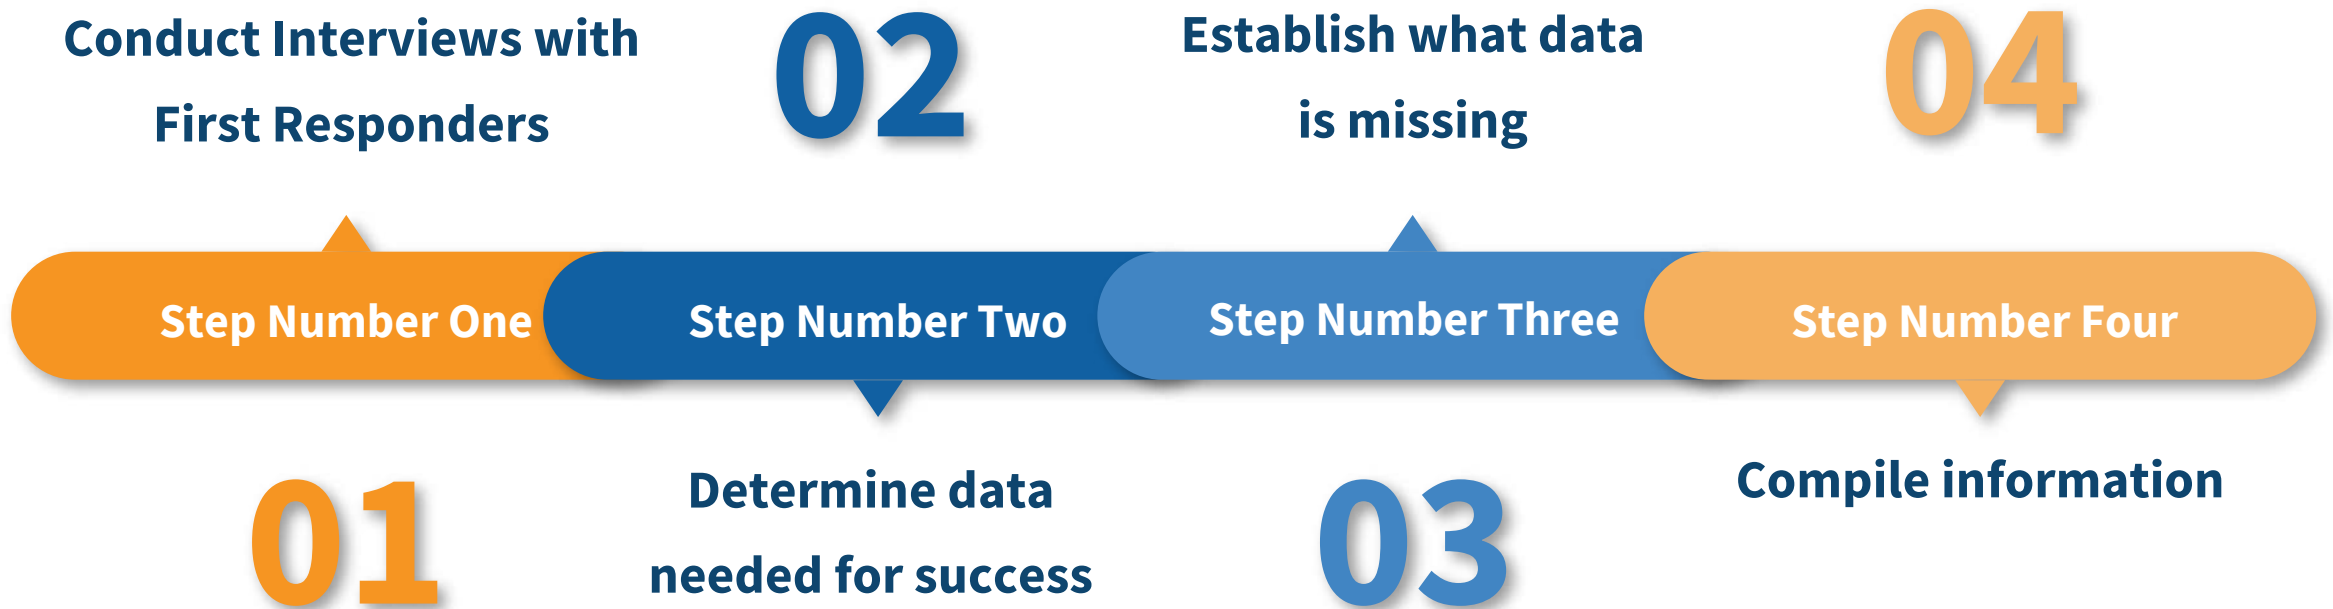 Conduct Interviews with
First Responders
Step Number One
01
02
Step Number Two
Determine data
needed for success
Establish what data
is missing
Step Number Three
03
04
Step Number Four
Compile information